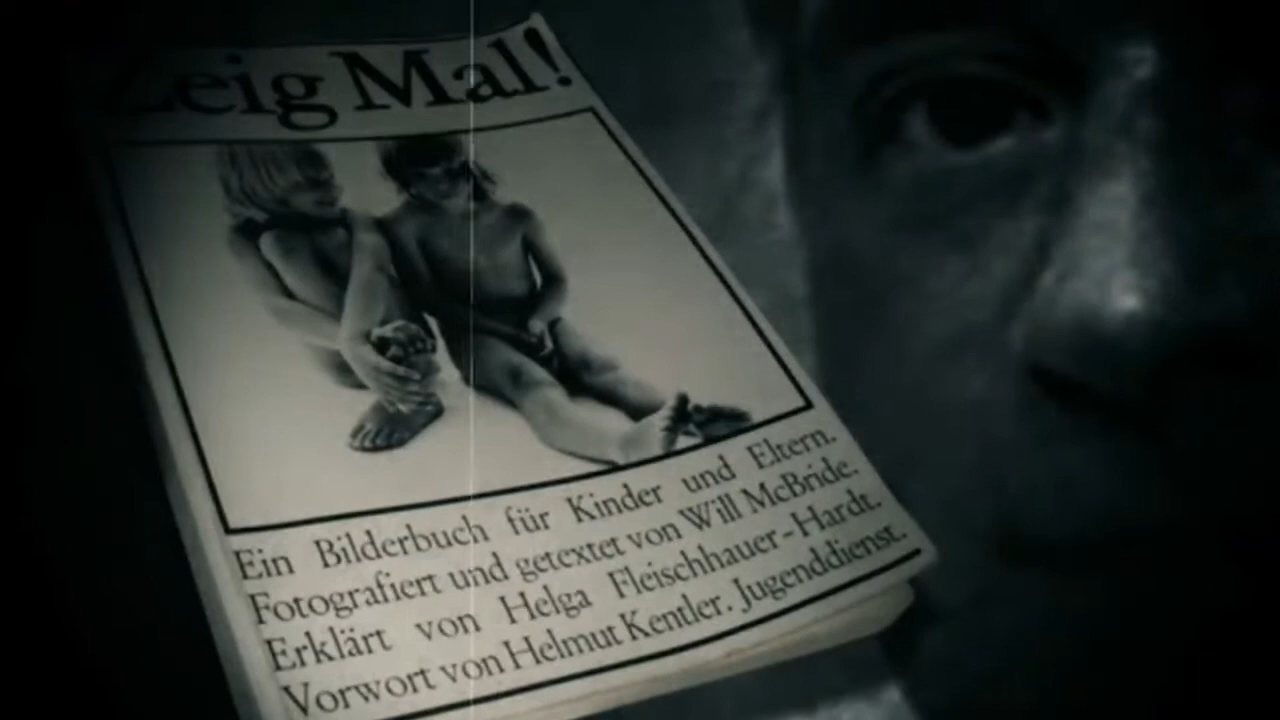 Zeig Mal!
Ein Bilderbuch für Kinder und Eltern.
Fotografiert und getextet von Will McBride.
Erklärt von Helga Fleischhauer-Hardt.
Vorwort von Helmut Kentler. Jugenddienst.